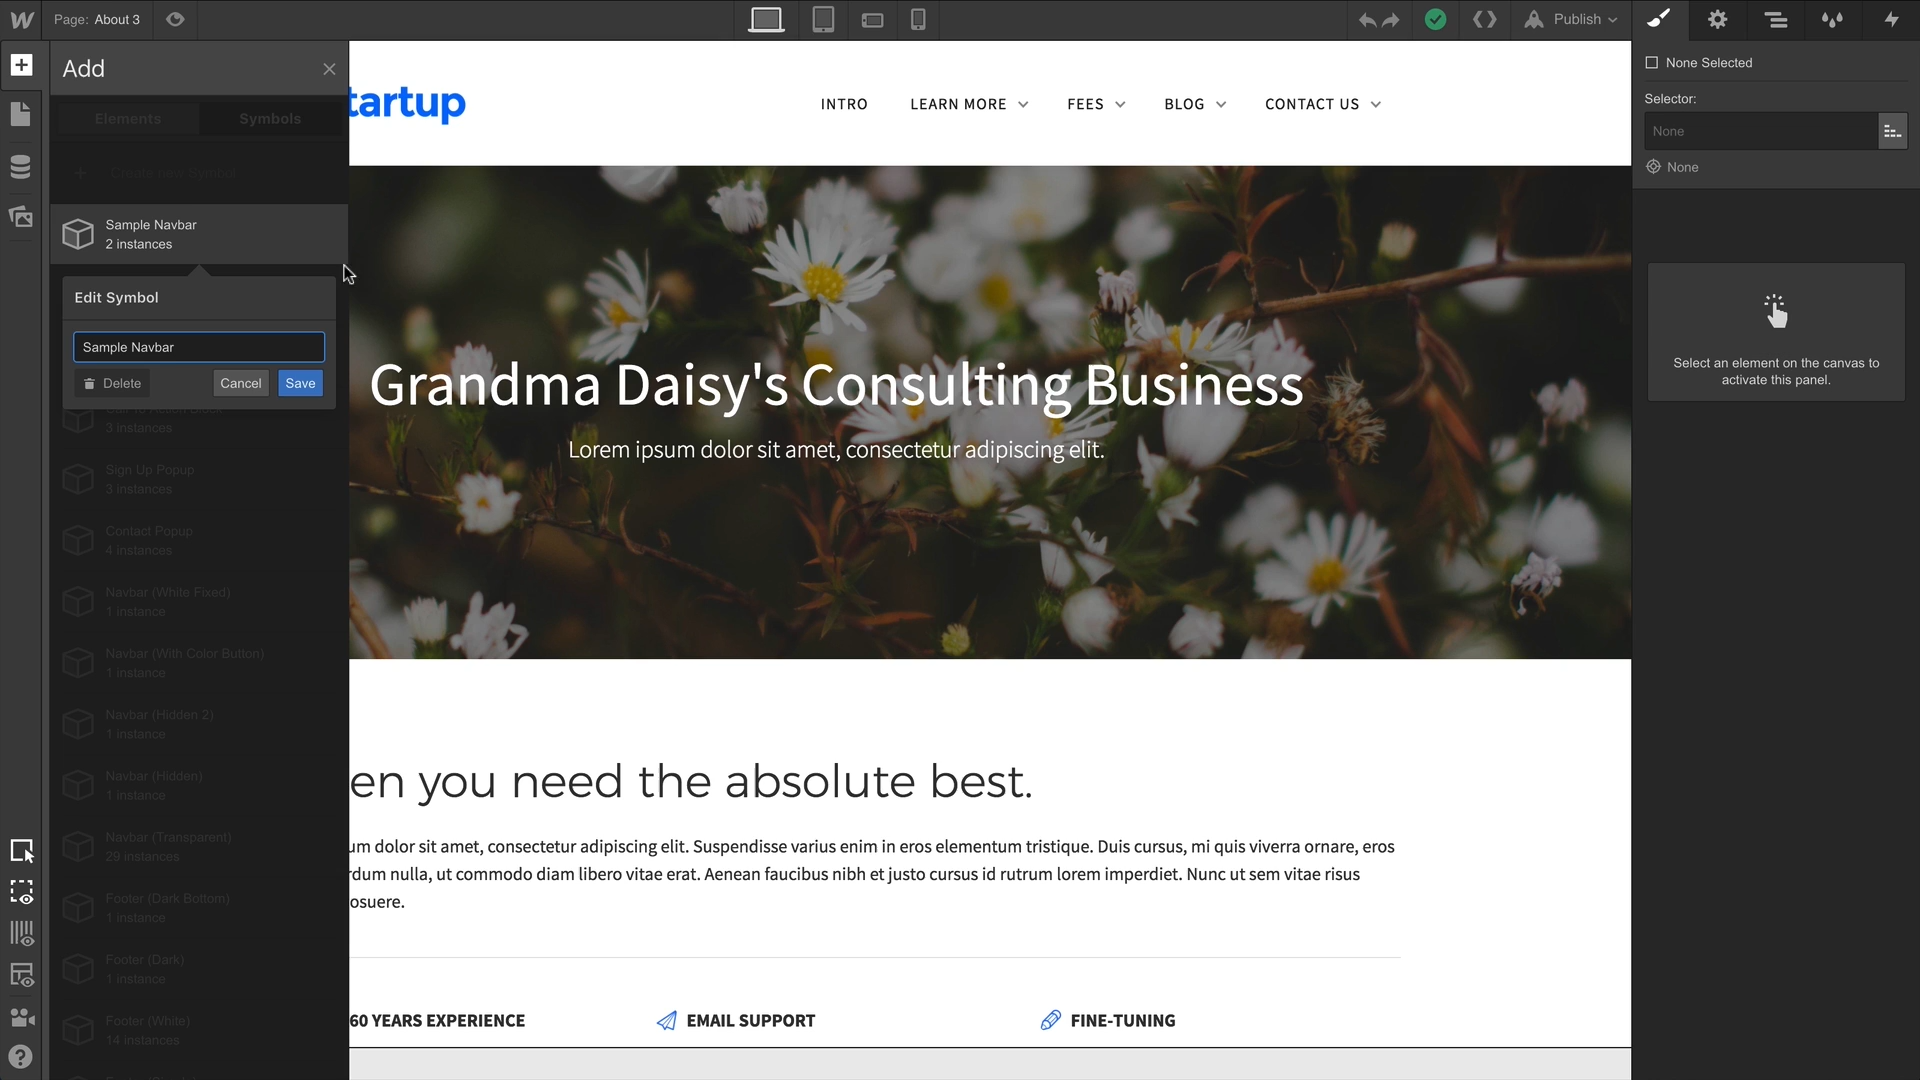 Page: About 3
Publish
Add
Elements
Symbols
Create new Symbol
Sample Navbar
2 instances
Edit Symbol
Sample Navbar
Delete
Cancel
Save
3 instances
Sign Up Popup
3 instances
Contact Popup
4 instances
Navbar (White Fixed)
1 instance
Navbar (With Color Button)
1 instance
Navbar (Hidden 2)
1 instance
Navbar (Hidden)
1 instance
Navbar (Transparent)
29 instances
Footer (Dark Bottom)
1 instance
Footer (Dark)
1 instance
Footer (White)
14 instances
tartup
INTRO
LEARN MORE
FEES
BLOG
CONTACT US
Grandma Daisy's Consulting Business
Lorem ipsum dolor sit amet, consectetur adipiscing elit.
en you need the absolute best.
um dolor sit amet, consectetur adipiscing elit. Suspendisse varius enim in eros elementum tristique. Duis cursus, mi quis viverra ornare, eros
rdum nulla, ut commodo diam libero vitae erat. Aenean faucibus nibh et justo cursus id rutrum lorem imperdiet. Nunc ut sem vitae risus
osuere.
60 YEARS EXPERIENCE
EMAIL SUPPORT
FINE-TUNING
None Selected
Selector:
None
None
Select an element on the canvas to
activate this panel.